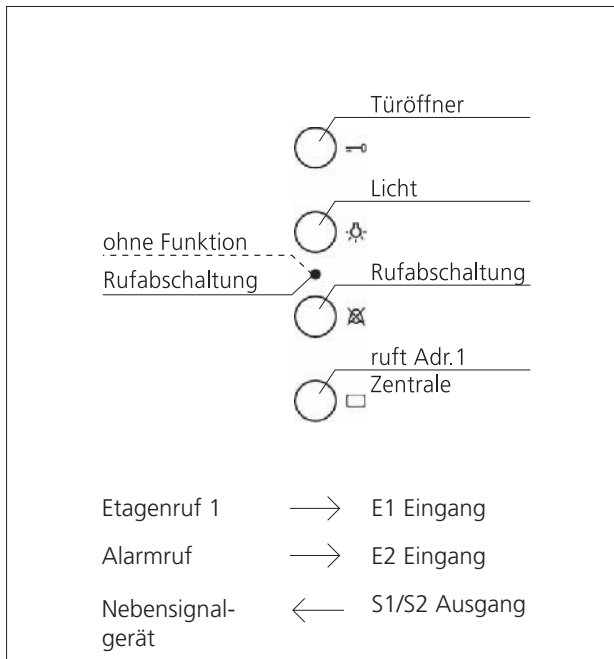 Türöffner
Licht
ohne Funktion
Rufabschaltung
Rufabschaltung
ruft Adr.1
Zentrale
Etagenruf 1
E1 Eingang
Alarmruf
E2 Eingang
Nebensignal-
gerät
S1/S2 Ausgang